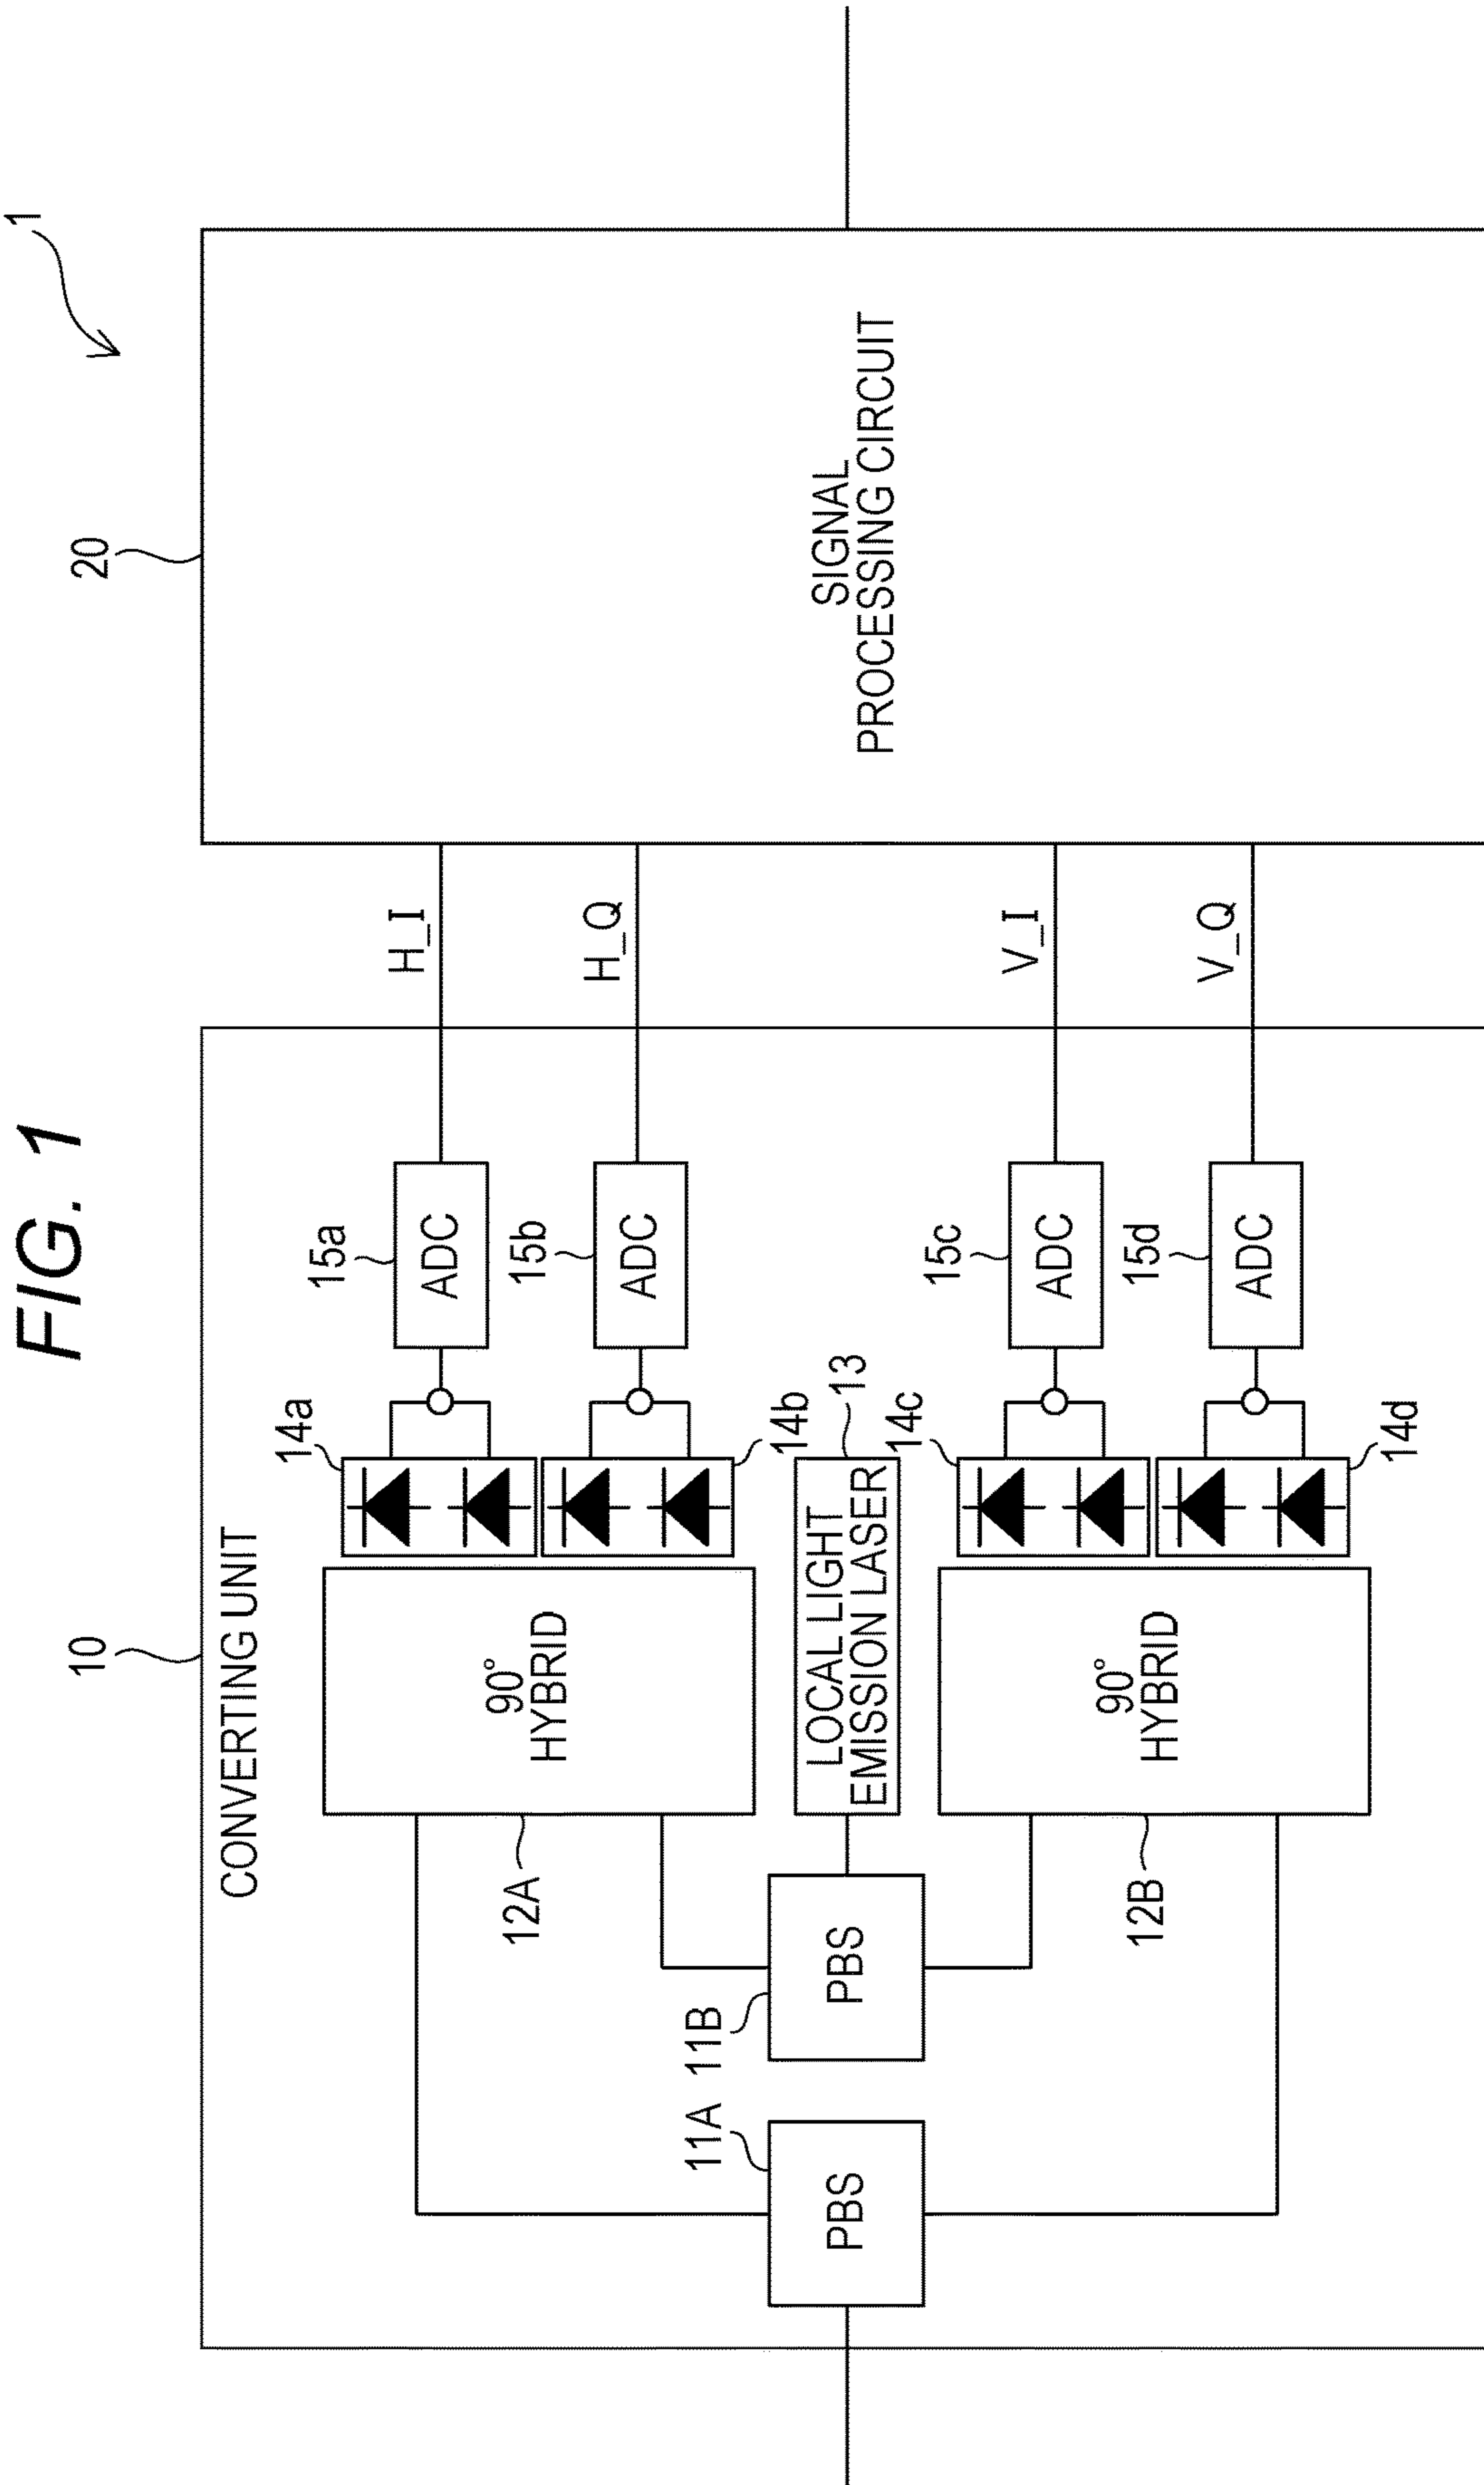 FIG. 1
1
10
CONVERTING UNIT
20
14a
15a
ADC
H_I
90°
HYBRID
12A
15b
ADC
H_Q
14b
11A
PBS
11B
PBS
LOCAL LIGHT
EMISSION LASER
13
SIGNAL
PROCESSING CIRCUIT
14c
15c
ADC
V_I
90°
HYBRID
12B
15d
ADC
V_Q
14d